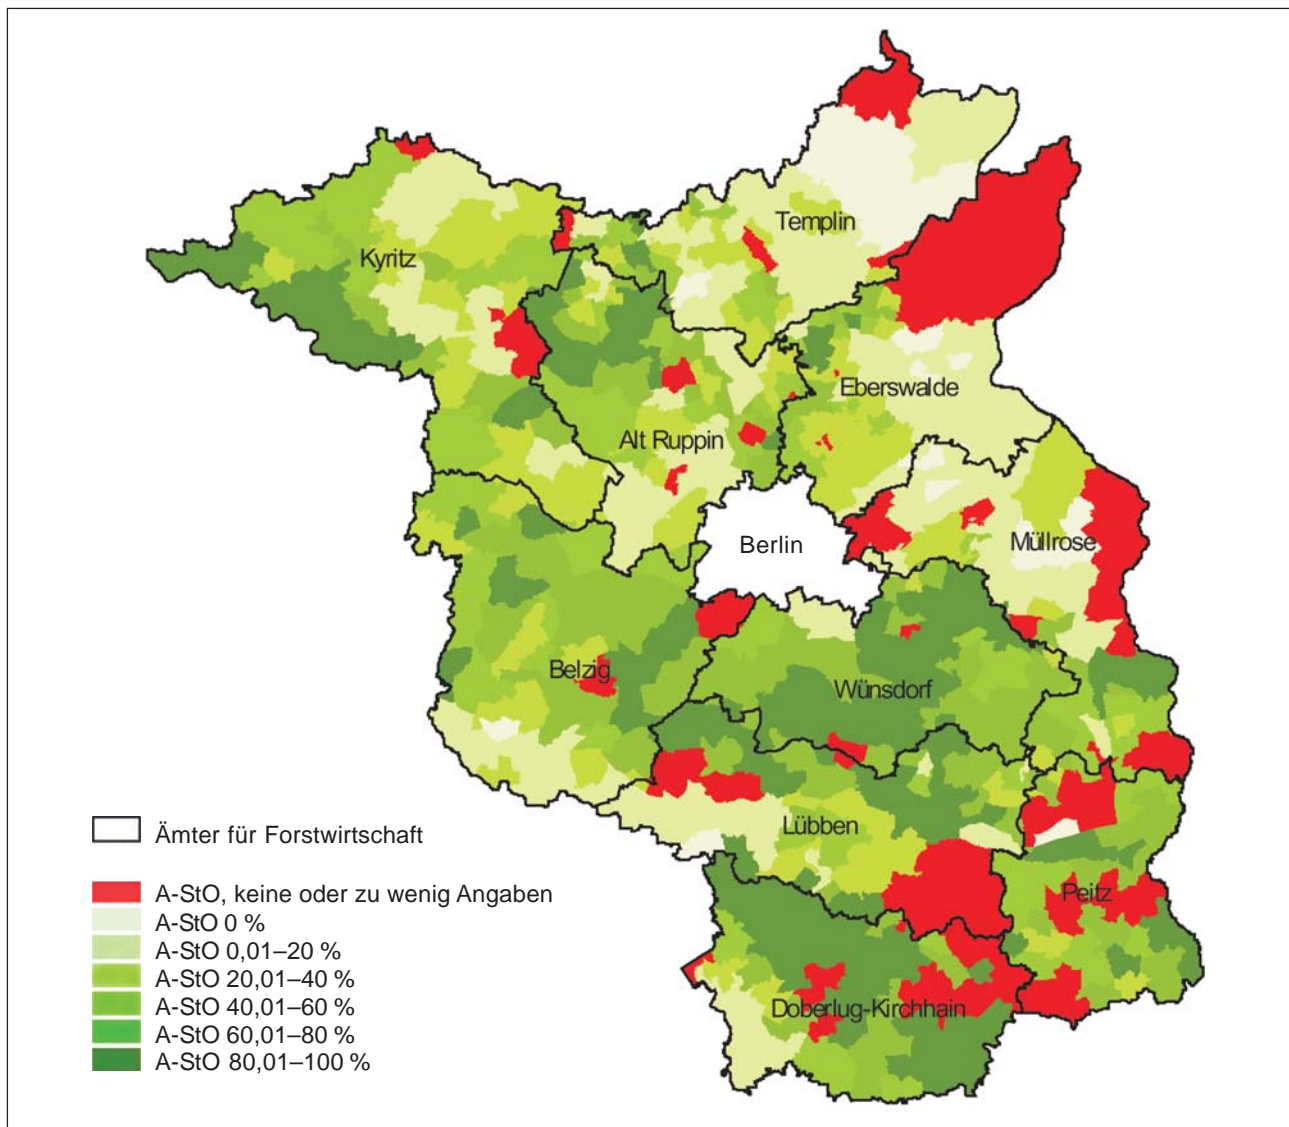 Templin
Kyritz
Eberswalde
Alt Ruppin
Berlin
Müllrose
Belzig
Wünsdorf
Lübben
Peitz
Doberlug-Kirchhain
Ämter für Forstwirtschaft
A-StO, keine oder zu wenig Angaben
A-StO 0 %
A-StO 0,01–20 %
A-StO 20,01–40 %
A-StO 40,01–60 %
A-StO 60,01–80 %
A-StO 80,01–100 %